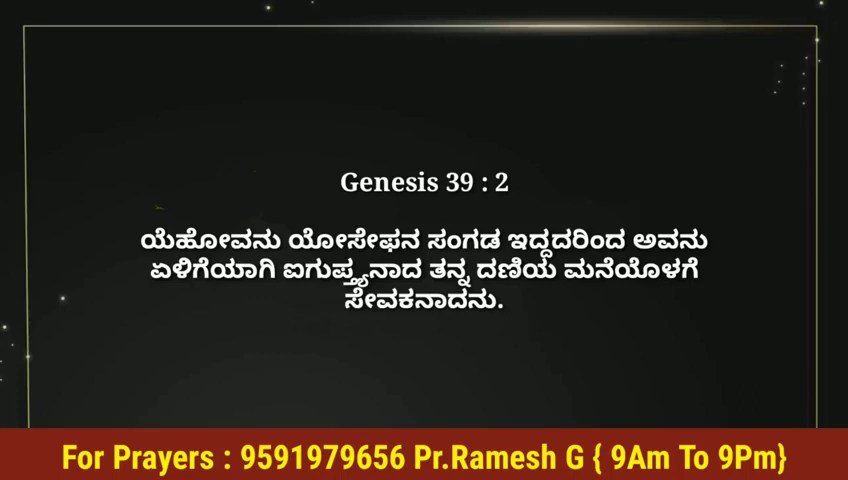 Genesis 39 : 2
ಯೆಹೋವನು ಯೋಸೇಫನ ಸಂಗಡ ಇದ್ದದರಿಂದ ಅವನು
ಏಳಿಗೆಯಾಗಿ ಐಗುಪ್ತ್ಯನಾದ ತನ್ನ ದಣಿಯ ಮನೆಯೊಳಗೆ
ಸೇವಕನಾದನು.
For Prayers : 9591979656 Pr.Ramesh G { 9Am To 9Pm}